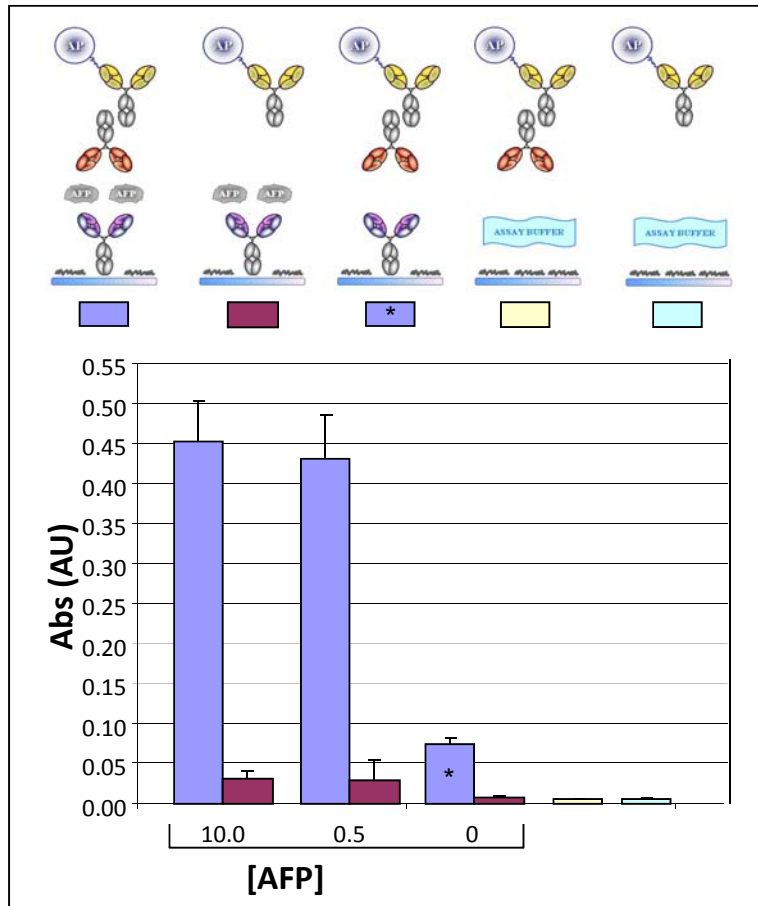 AP AP AP AP AP
AFP AFP AFP AFP
ASSAY BUFFER ASSAY BUFFER
*
0.55
0.50
0.45
0.40
0.35
0.30
0.25
0.20
0.15
0.10
0.05
0.00
Abs (AU)
*
10.0 0.5 0
[AFP]